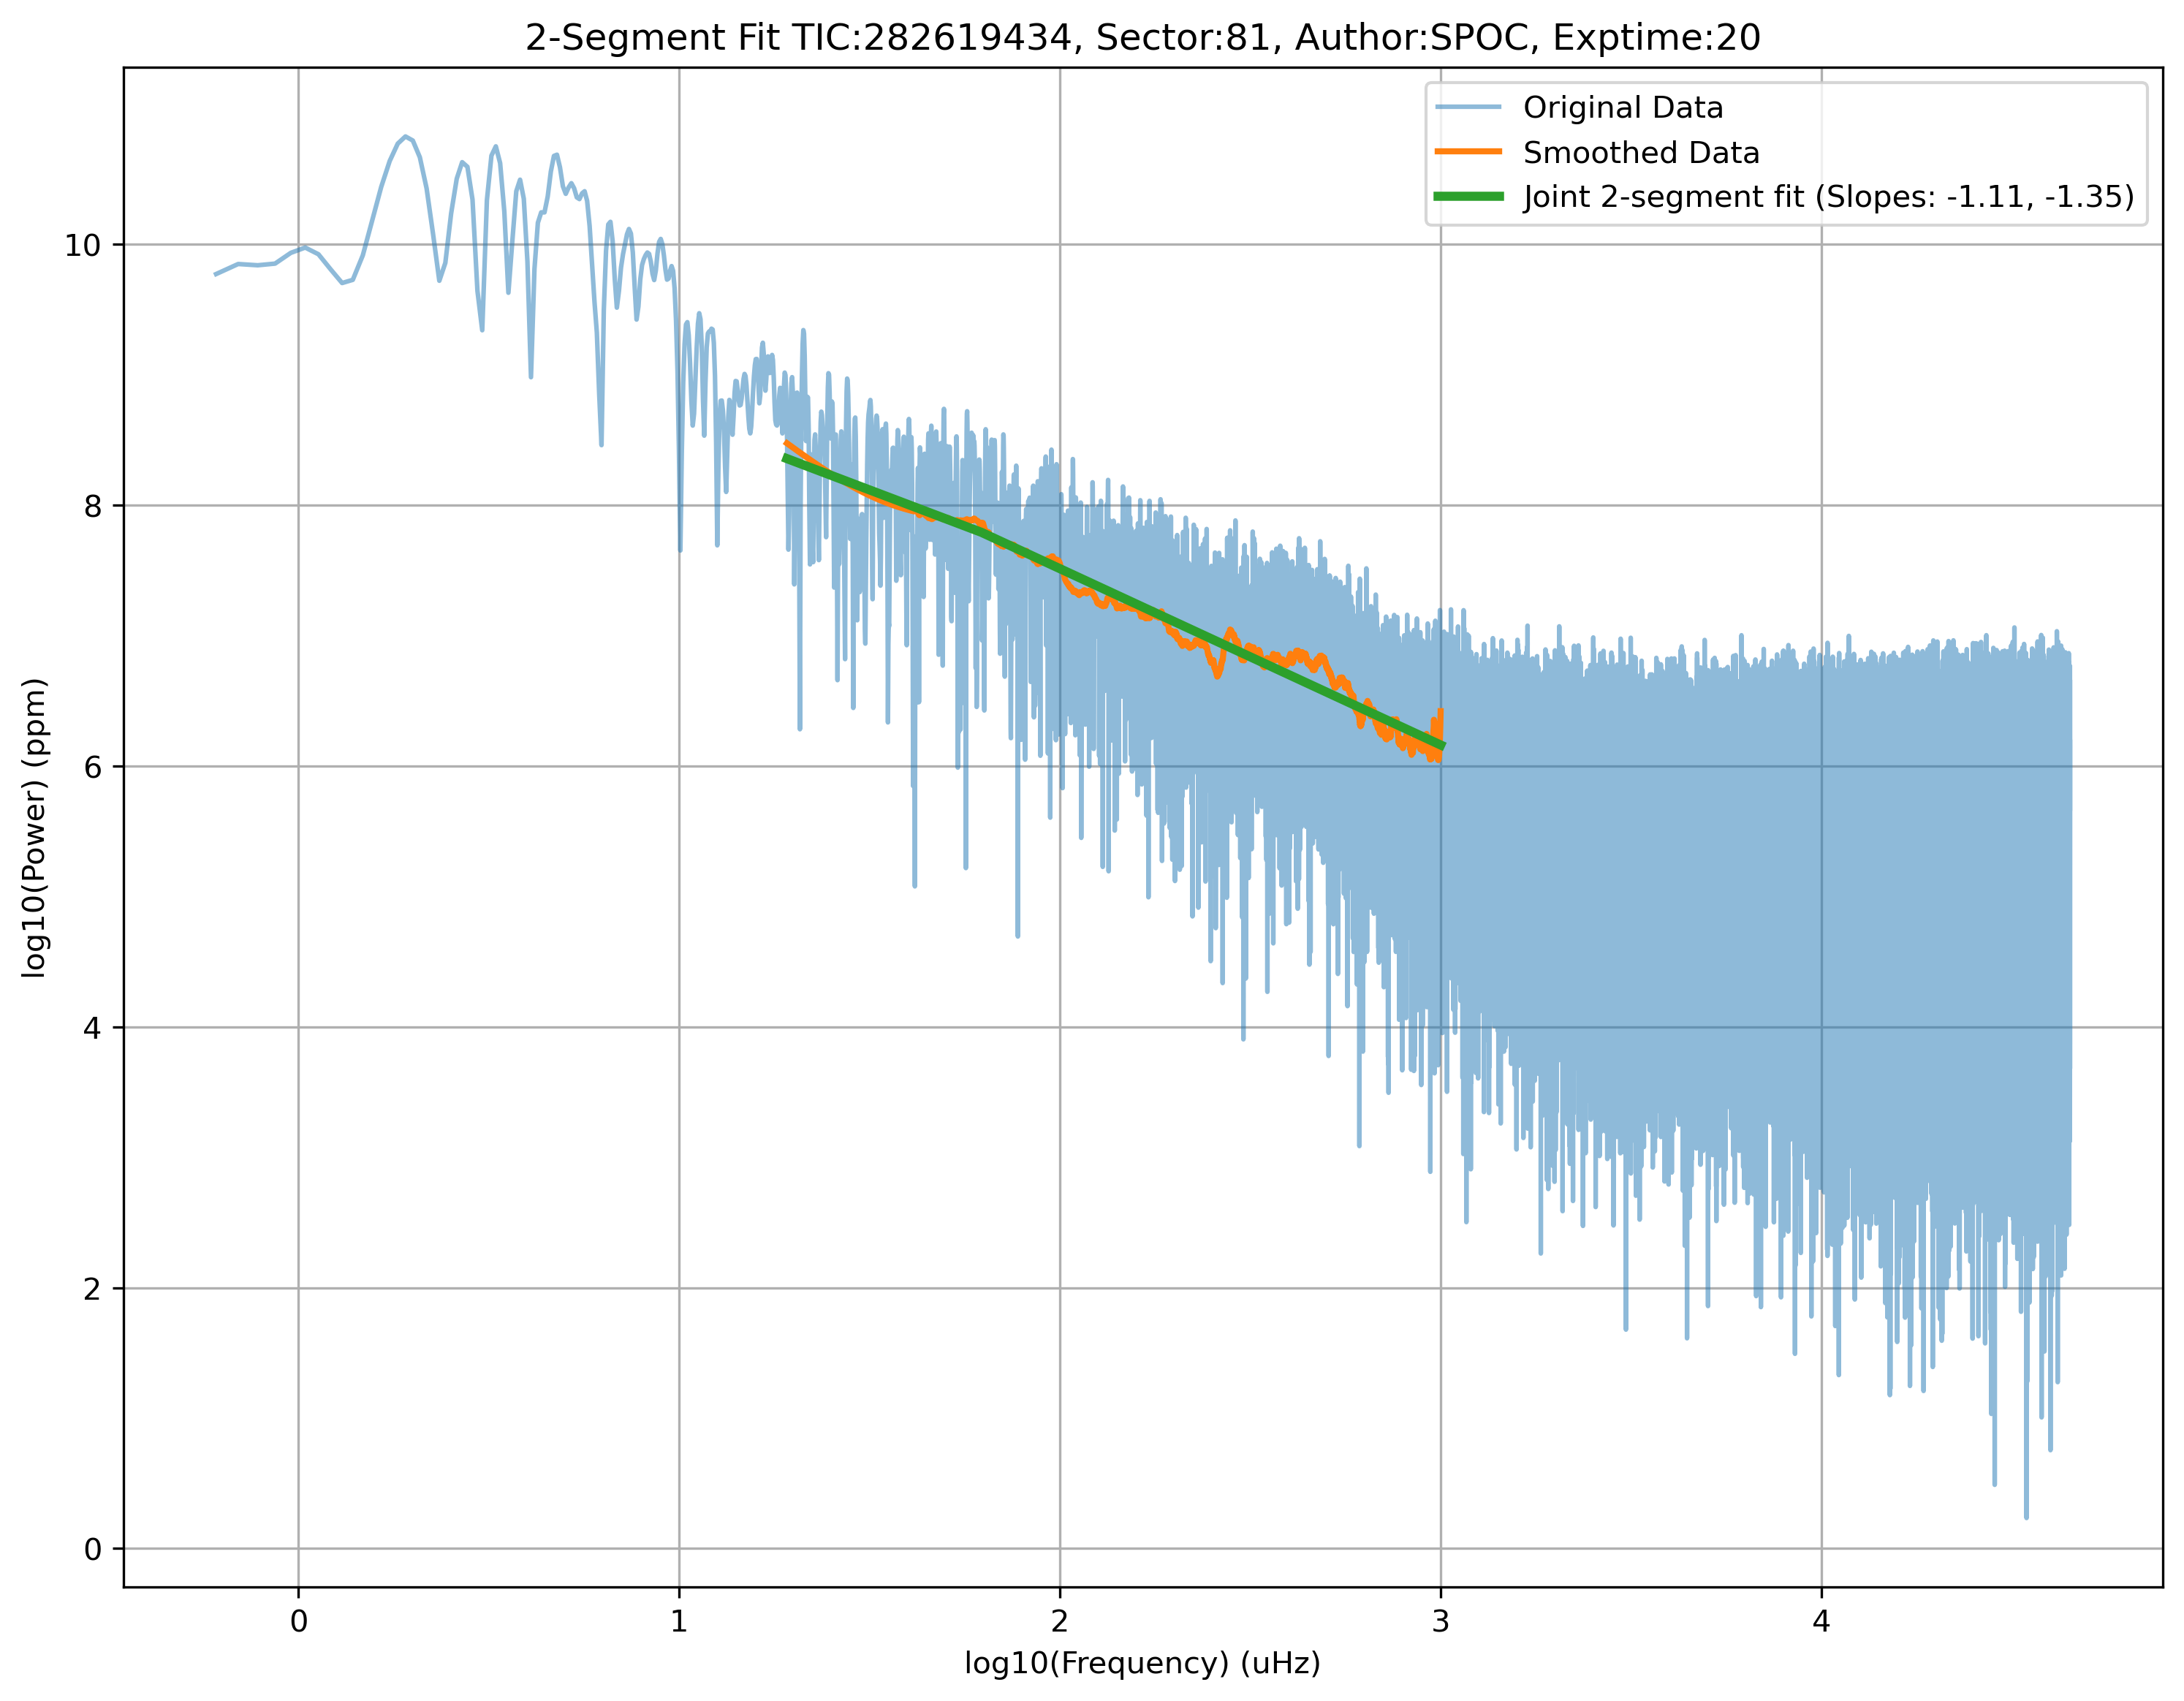 2-Segment Fit TIC:282619434, Sector:81, Author:SPOC, Exptime:20
Original Data
Smoothed Data
Joint 2-segment fit (Slopes: -1.11, -1.35)
log10(Power) (ppm)
10
8
6
4
2
0
0 1 2 3 4
log10(Frequency) (uHz)